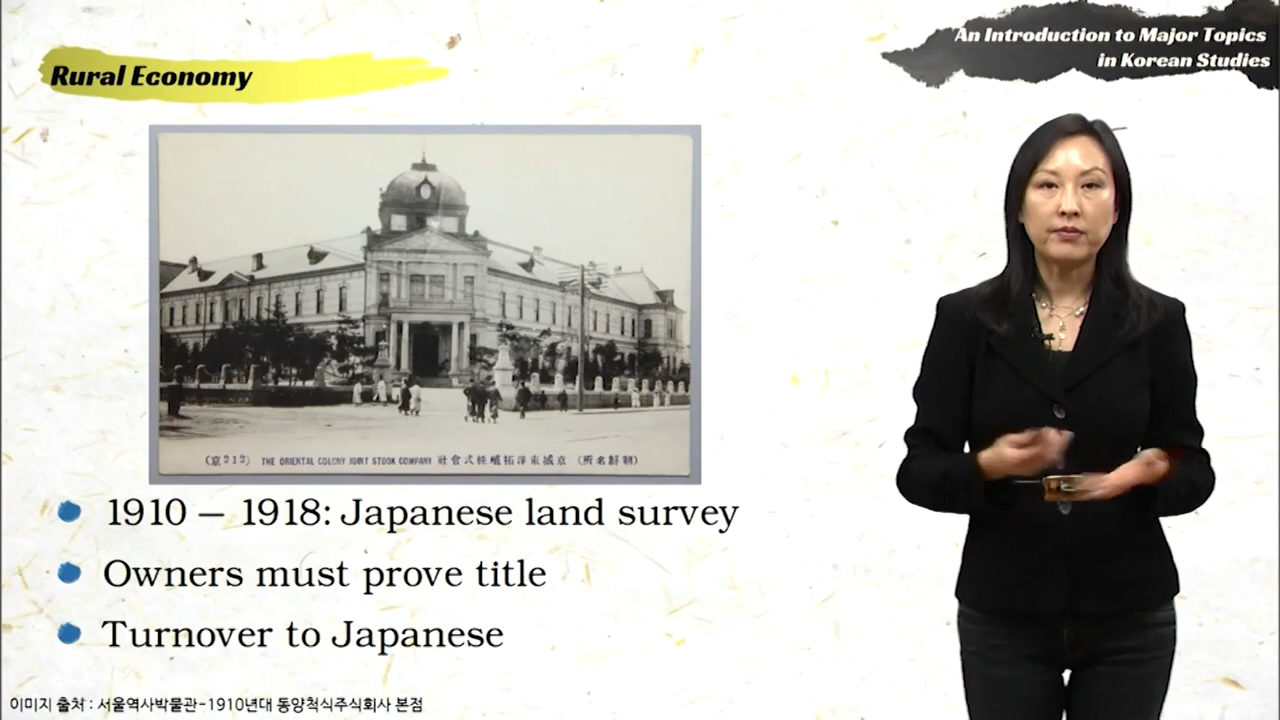 An Introduction to Major Topics
in Korean Studies
Rural Economy
(京212) THE ORIENTAL COLONY JOINT STOCK COMPANY 社會式株殖拓洋東城京 (所名鮮朝)
1910 – 1918: Japanese land survey
Owners must prove title
Turnover to Japanese
이미지 출처 : 서울역사박물관-1910년대 동양척식주식회사 본점